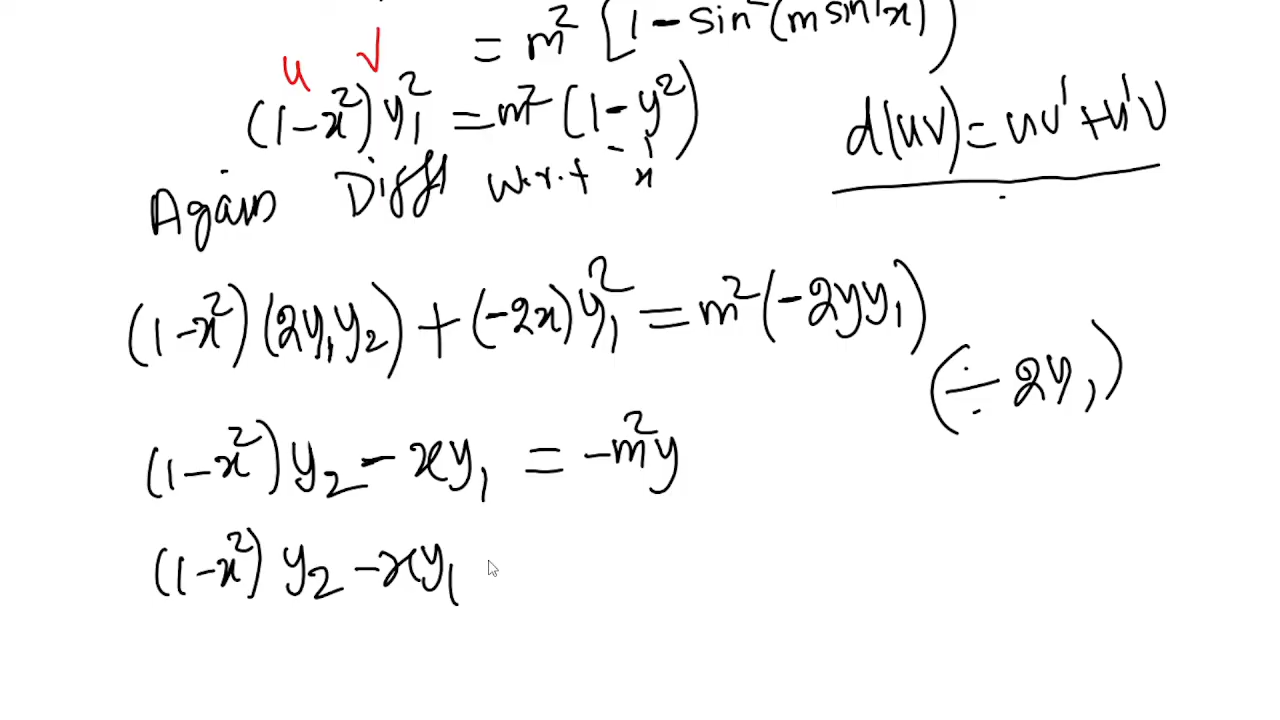 = m² [1 - sin²(m sin⁻¹x)]
u v
(1-x²) y₁² = m² (1-y²)
d(uv) = uv' + u'v
Again Diff w.r.t x
(1-x²)(2y₁y₂) + (-2x)y₁² = m²(-2yy₁)
(÷ 2y₁)
(1-x²) y₂ - xy₁ = -m²y
(1-x²) y₂ - xy₁